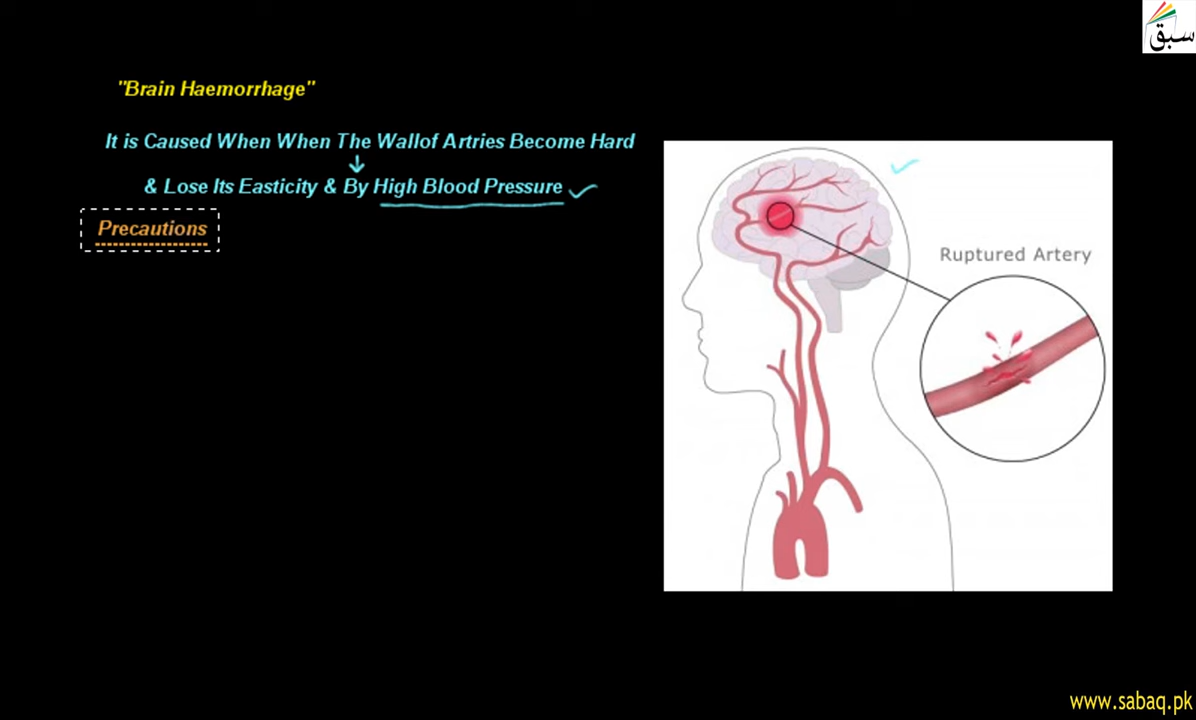 سبق
"Brain Haemorrhage"
It is Caused When When The Wallof Artries Become Hard
& Lose Its Easticity & By High Blood Pressure
Precautions
Ruptured Artery
www.sabaq.pk